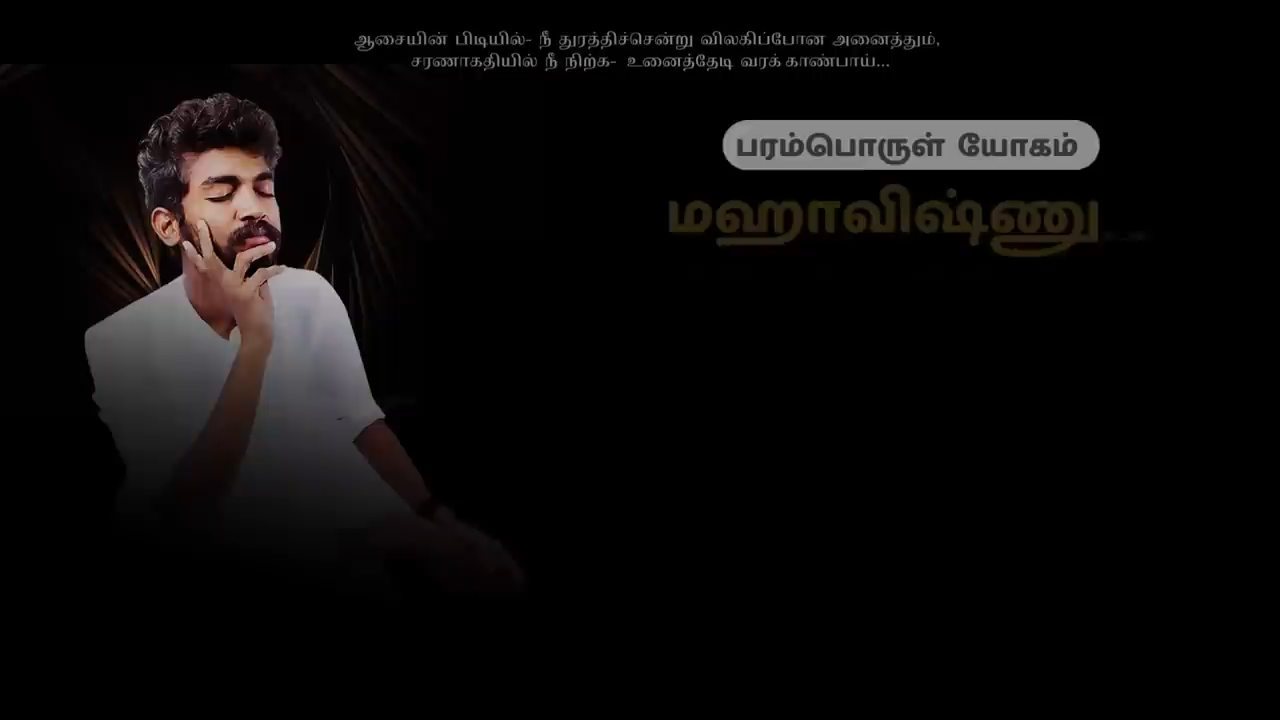 ஆசையின் பிடியில்- நீ துரத்திச்சென்று விலகிப்போன அனைத்தும்,
சரணாகதியில் நீ நிற்க- உனைத்தேடி வரக் காண்பாய்...
பரம்பொருள் யோகம்
மஹாவிஷ்ணு...